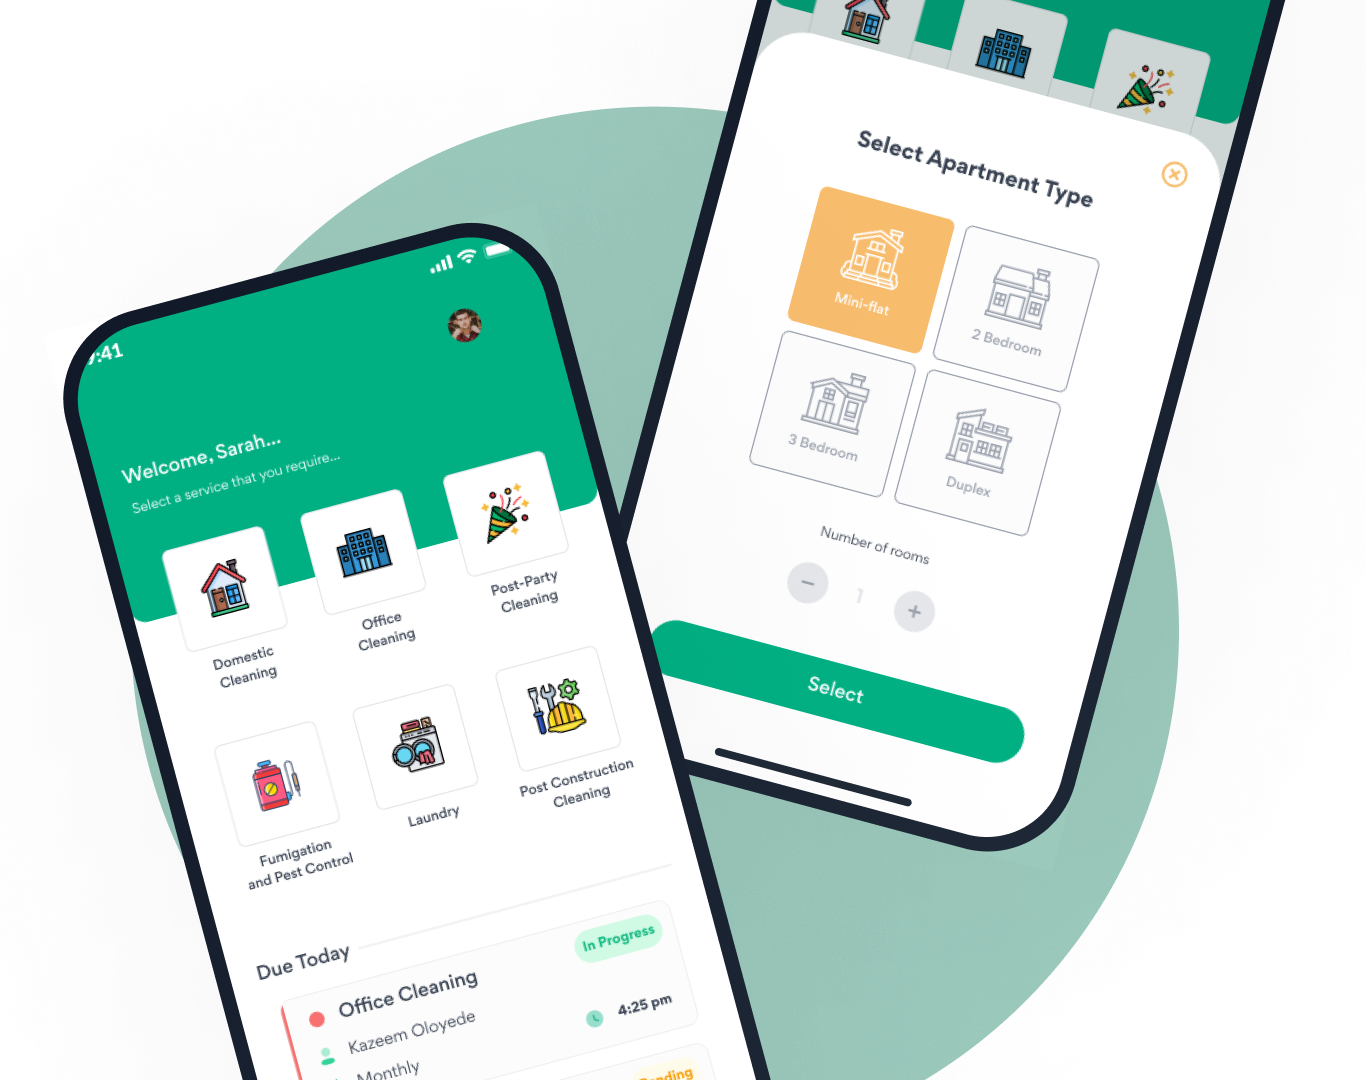 9:41
Welcome, Sarah...
Select a service that you require...
Domestic
Cleaning
Office
Cleaning
Post-Party
Cleaning
Fumigation
and Pest Control
Laundry
Post Construction
Cleaning
Due Today
Office Cleaning
In Progress
Kazeem Oloyede
4:25 pm
Monthly
Select Apartment Type
Mini-flat
2 Bedroom
3 Bedroom
Duplex
Number of rooms
1
Select